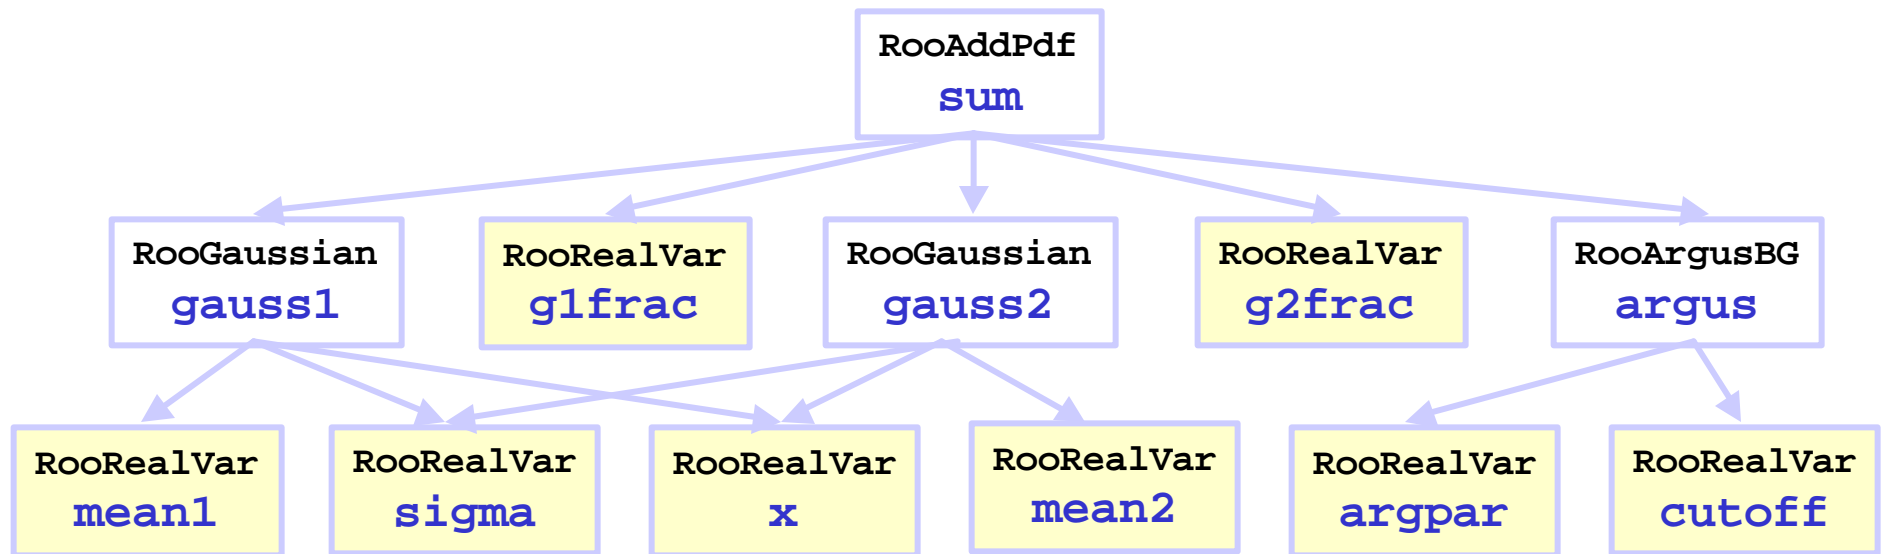 RooAddPdf
sum
RooGaussian
gauss1
RooRealVar
g1frac
RooGaussian
gauss2
RooRealVar
g2frac
RooArgusBG
argus
RooRealVar
mean1
RooRealVar
sigma
RooRealVar
x
RooRealVar
mean2
RooRealVar
argpar
RooRealVar
cutoff